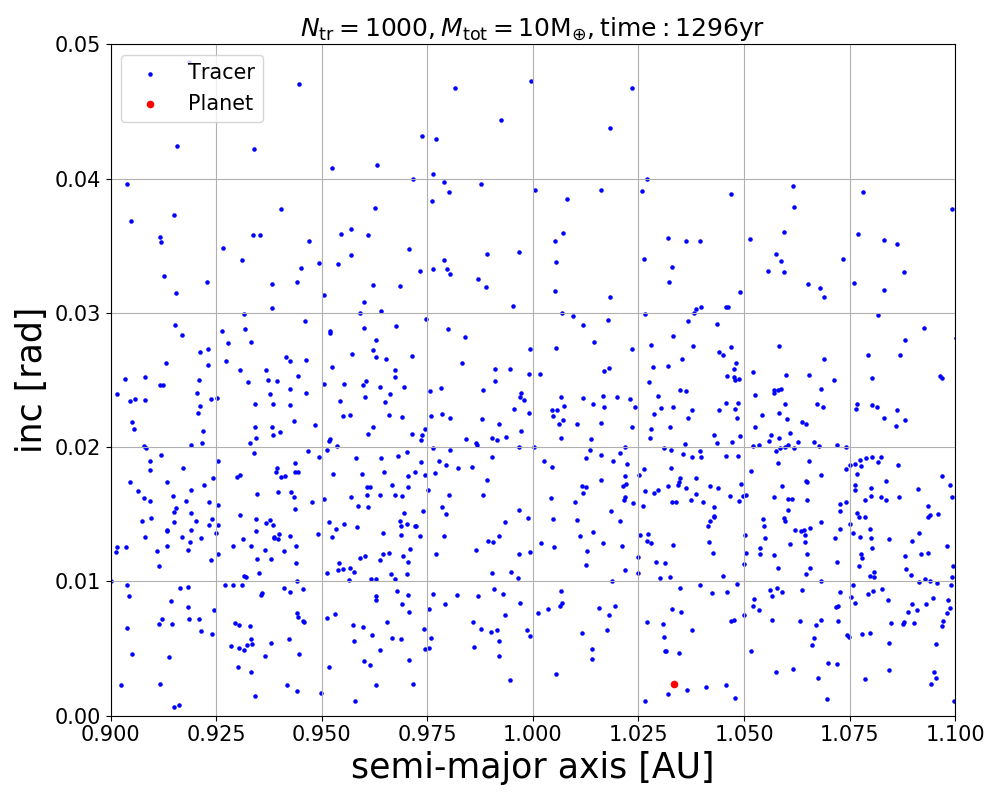 N_tr = 1000, M_tot = 10M_⊕, time : 1296yr
Tracer
Planet
0.05
0.04
0.03
0.02
0.01
0.00
inc [rad]
0.900 0.925 0.950 0.975 1.000 1.025 1.050 1.075 1.100
semi-major axis [AU]